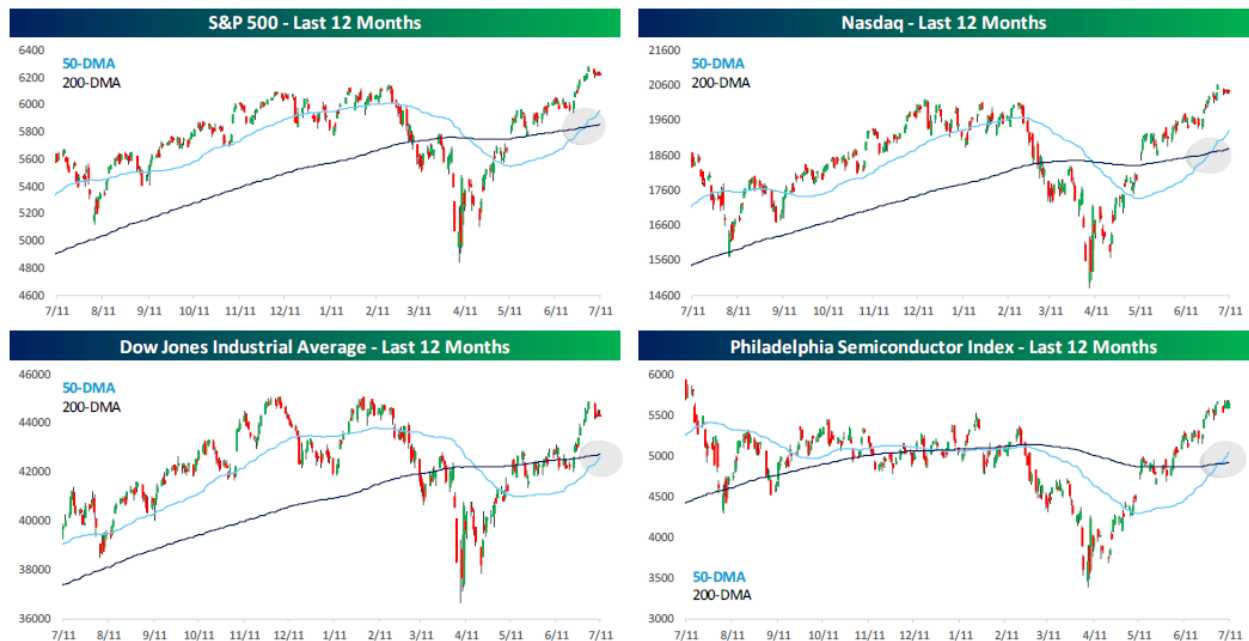 S&P 500 - Last 12 Months
50-DMA
200-DMA
6400
6200
6000
5800
5600
5400
5200
5000
4800
4600
7/11 8/11 9/11 10/11 11/11 12/11 1/11 2/11 3/11 4/11 5/11 6/11 7/11
Nasdaq - Last 12 Months
50-DMA
200-DMA
21600
20600
19600
18600
17600
16600
15600
14600
7/11 8/11 9/11 10/11 11/11 12/11 1/11 2/11 3/11 4/11 5/11 6/11 7/11
Dow Jones Industrial Average - Last 12 Months
50-DMA
200-DMA
46000
44000
42000
40000
38000
36000
7/11 8/11 9/11 10/11 11/11 12/11 1/11 2/11 3/11 4/11 5/11 6/11 7/11
Philadelphia Semiconductor Index - Last 12 Months
6000
5500
5000
4500
4000
3500
3000
50-DMA
200-DMA
7/11 8/11 9/11 10/11 11/11 12/11 1/11 2/11 3/11 4/11 5/11 6/11 7/11